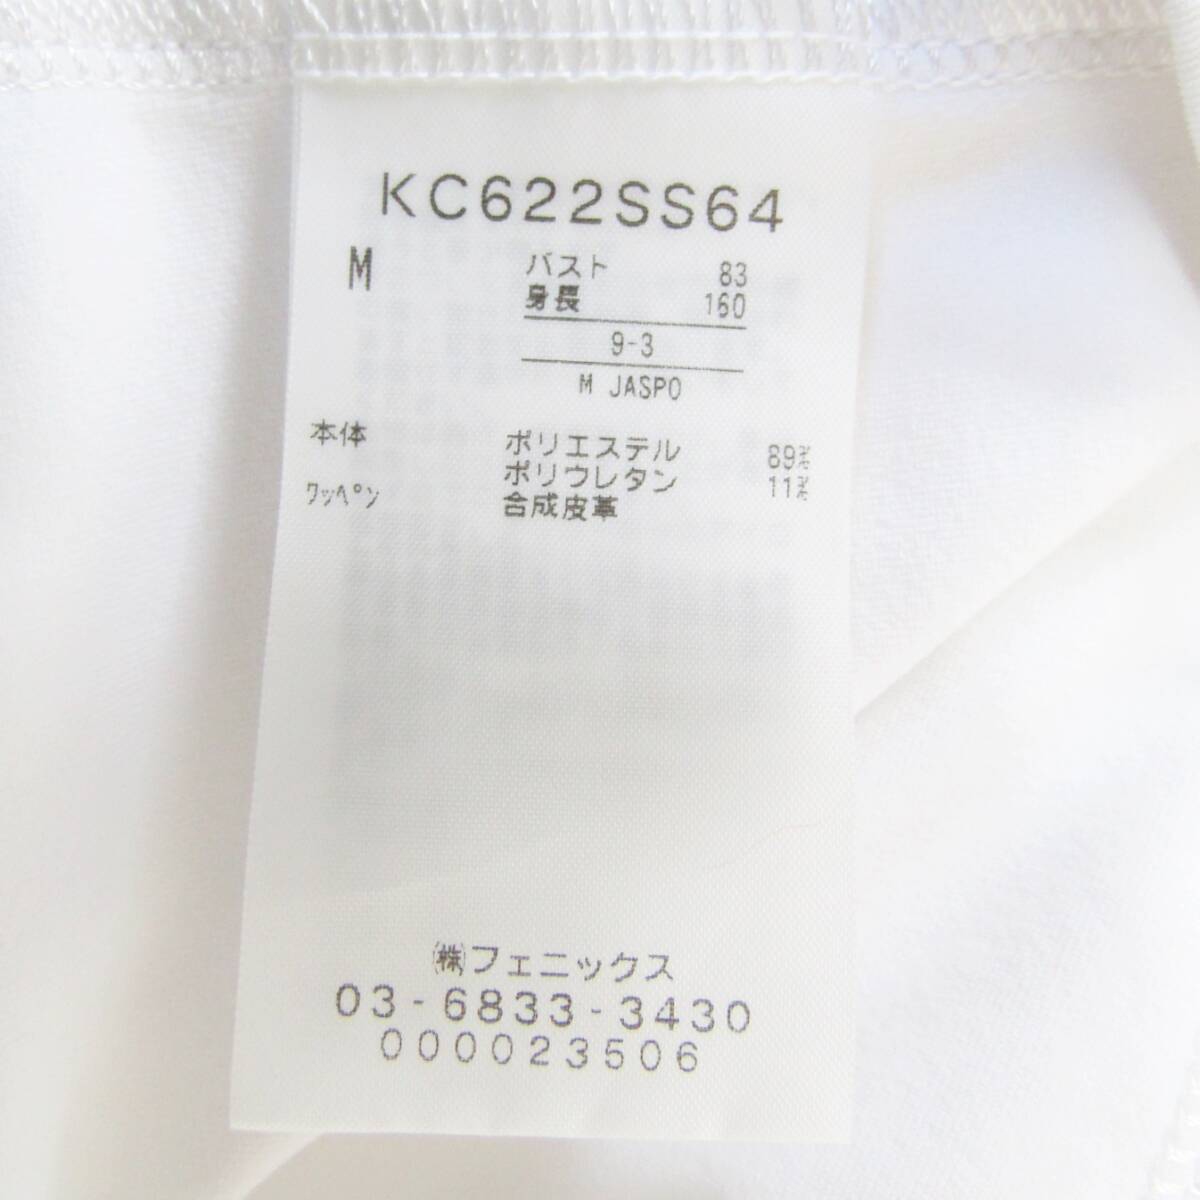 KC622SS64
M バスト 83
身長 160
9-3
M JASPO
本体 ポリエステル 89%
ポリウレタン 11%
ワッペン 合成皮革
㈱フェニックス
03-6833-3430
000023506